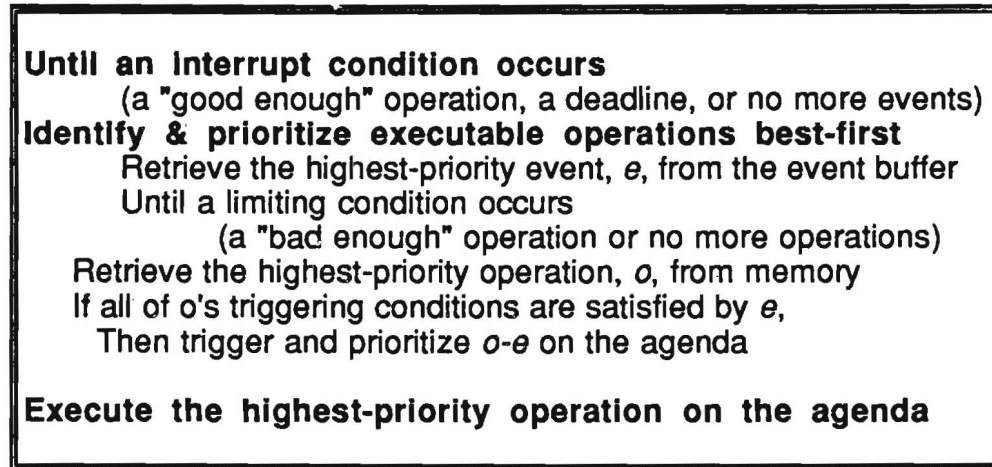 Until an interrupt condition occurs
(a "good enough" operation, a deadline, or no more events)
Identify & prioritize executable operations best-first
Retrieve the highest-priority event, e, from the event buffer
Until a limiting condition occurs
(a "bad enough" operation or no more operations)
Retrieve the highest-priority operation, o, from memory
If all of o's triggering conditions are satisfied by e,
Then trigger and prioritize o-e on the agenda
Execute the highest-priority operation on the agenda